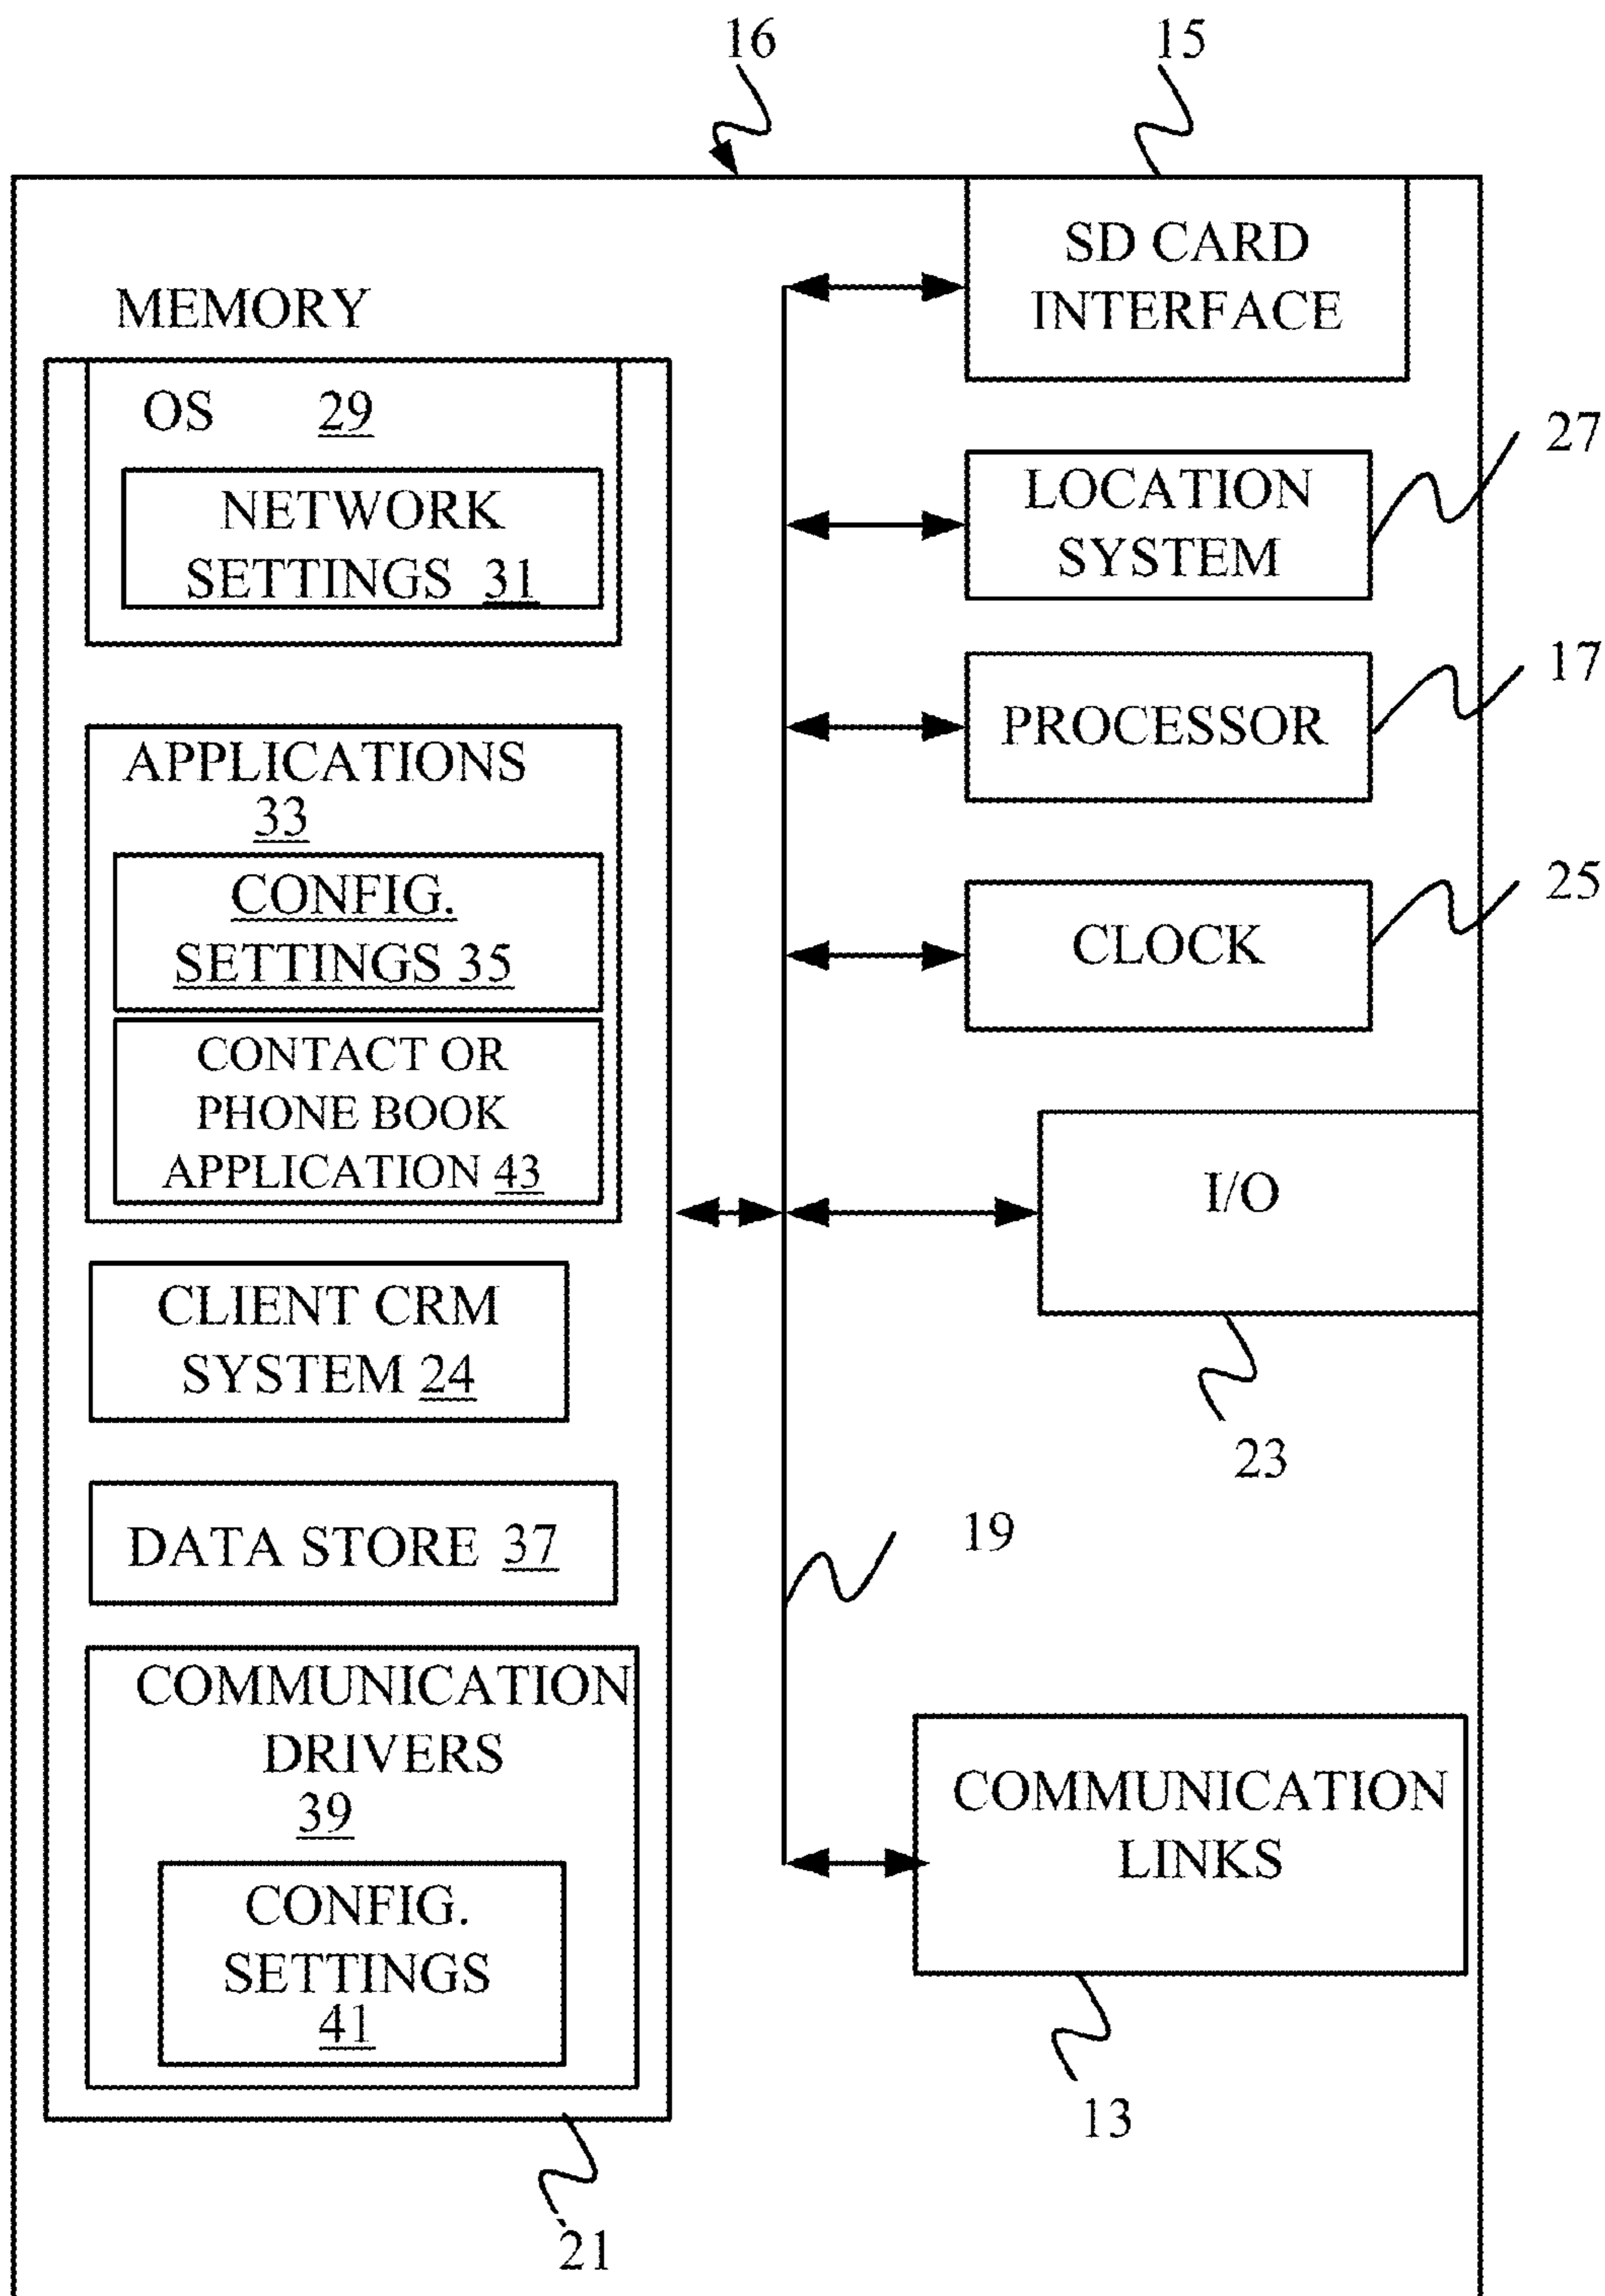 16
15
SD CARD
INTERFACE
MEMORY
OS 29
NETWORK
SETTINGS 31
27
LOCATION
SYSTEM
17
PROCESSOR
APPLICATIONS
33
CONFIG.
SETTINGS 35
25
CLOCK
CONTACT OR
PHONE BOOK
APPLICATION 43
I/O
23
CLIENT CRM
SYSTEM 24
19
DATA STORE 37
COMMUNICATION
DRIVERS
39
CONFIG.
SETTINGS
41
COMMUNICATION
LINKS
13
21